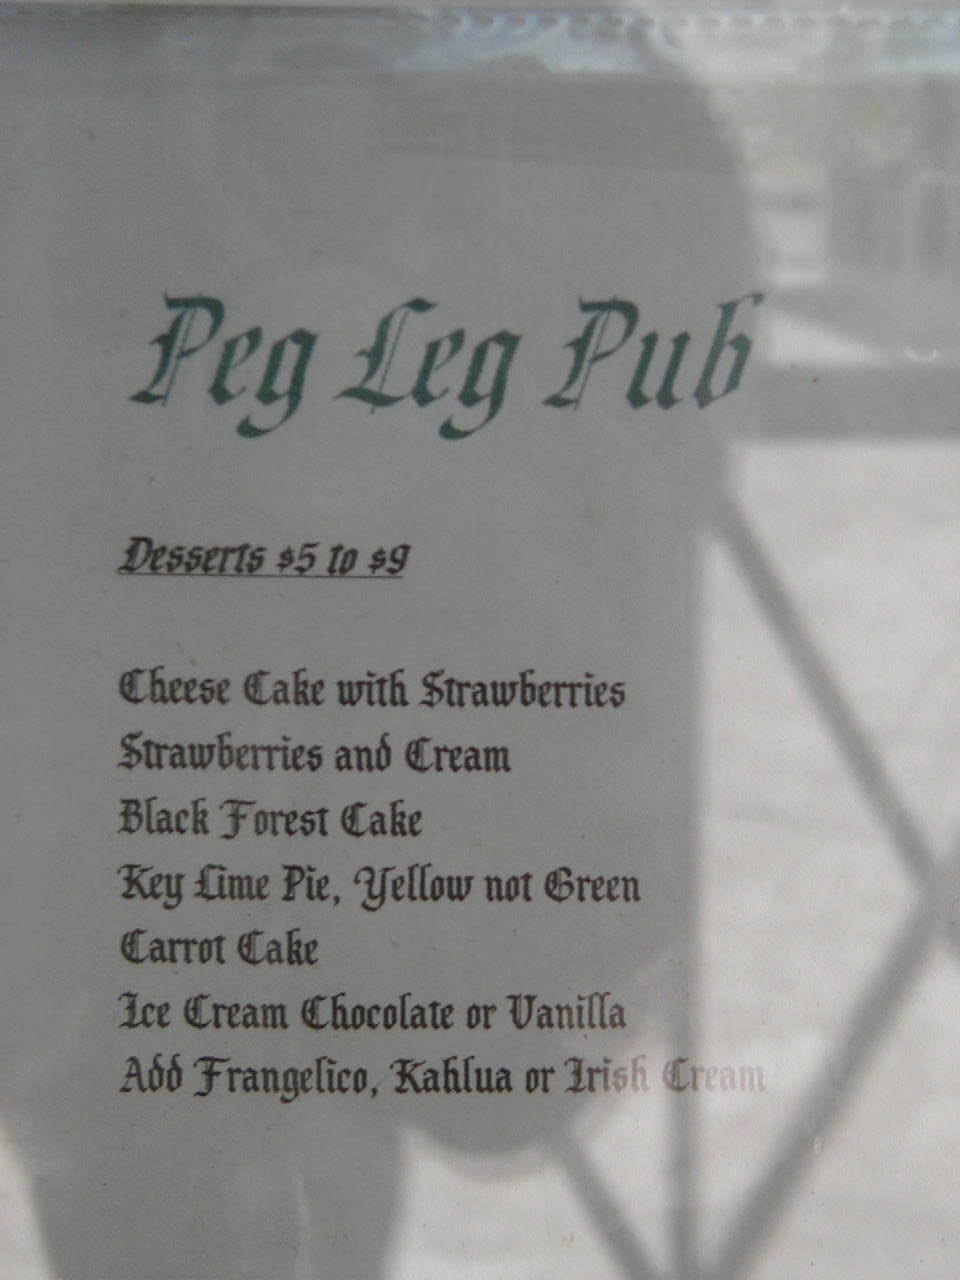 Peg Leg Pub
Desserts $5 to $9
Cheese Cake with Strawberries
Strawberries and Cream
Black Forest Cake
Key Lime Pie, Yellow not Green
Carrot Cake
Ice Cream Chocolate or Vanilla
Add Frangelico, Kahlua or Irish Cream